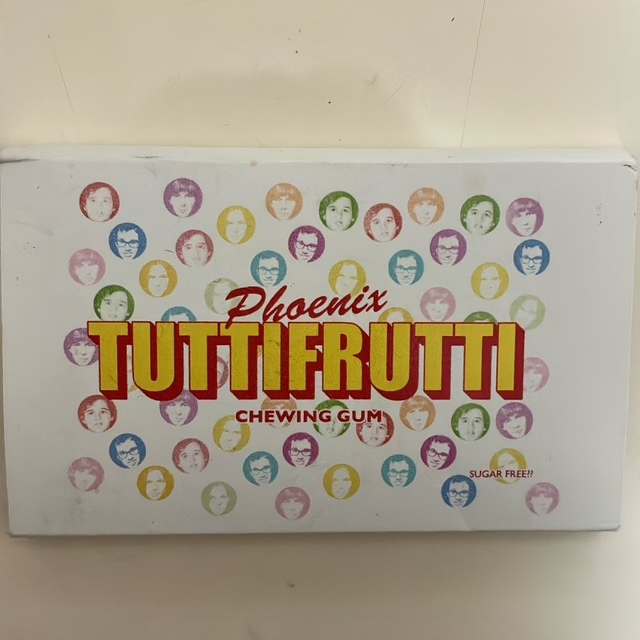 Phoenix
TUTTIFRUTTI
CHEWING GUM
SUGAR FREE??